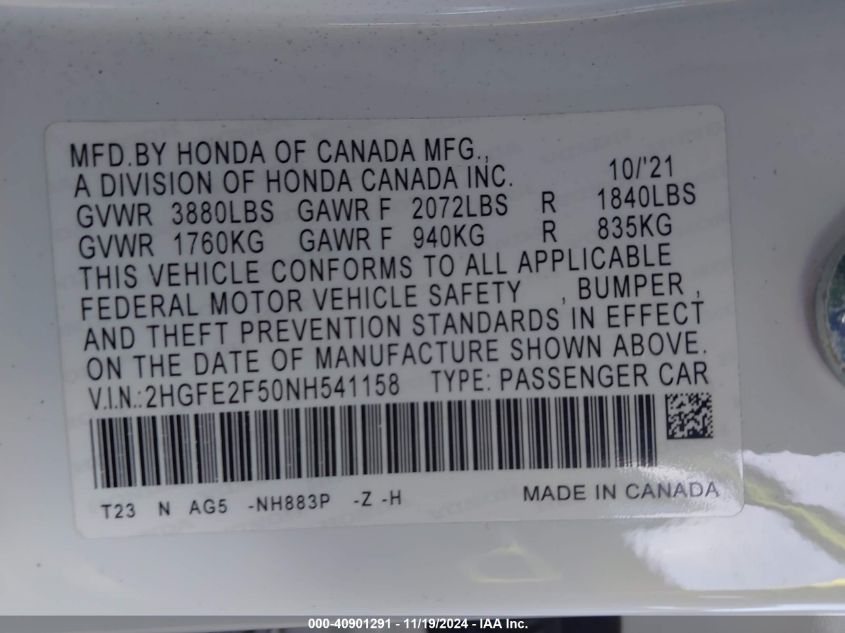 MFD.BY HONDA OF CANADA MFG.,
A DIVISION OF HONDA CANADA INC. 10/'21
GVWR 3880LBS GAWR F 2072LBS R 1840LBS
GVWR 1760KG GAWR F 940KG R 835KG
THIS VEHICLE CONFORMS TO ALL APPLICABLE
FEDERAL MOTOR VEHICLE SAFETY , BUMPER ,
AND THEFT PREVENTION STANDARDS IN EFFECT
ON THE DATE OF MANUFACTURE SHOWN ABOVE.
V.I.N.:2HGFE2F50NH541158 TYPE: PASSENGER CAR
T23 N AG5 -NH883P -Z -H MADE IN CANADA
000-40901291 - 11/19/2024 - IAA Inc.